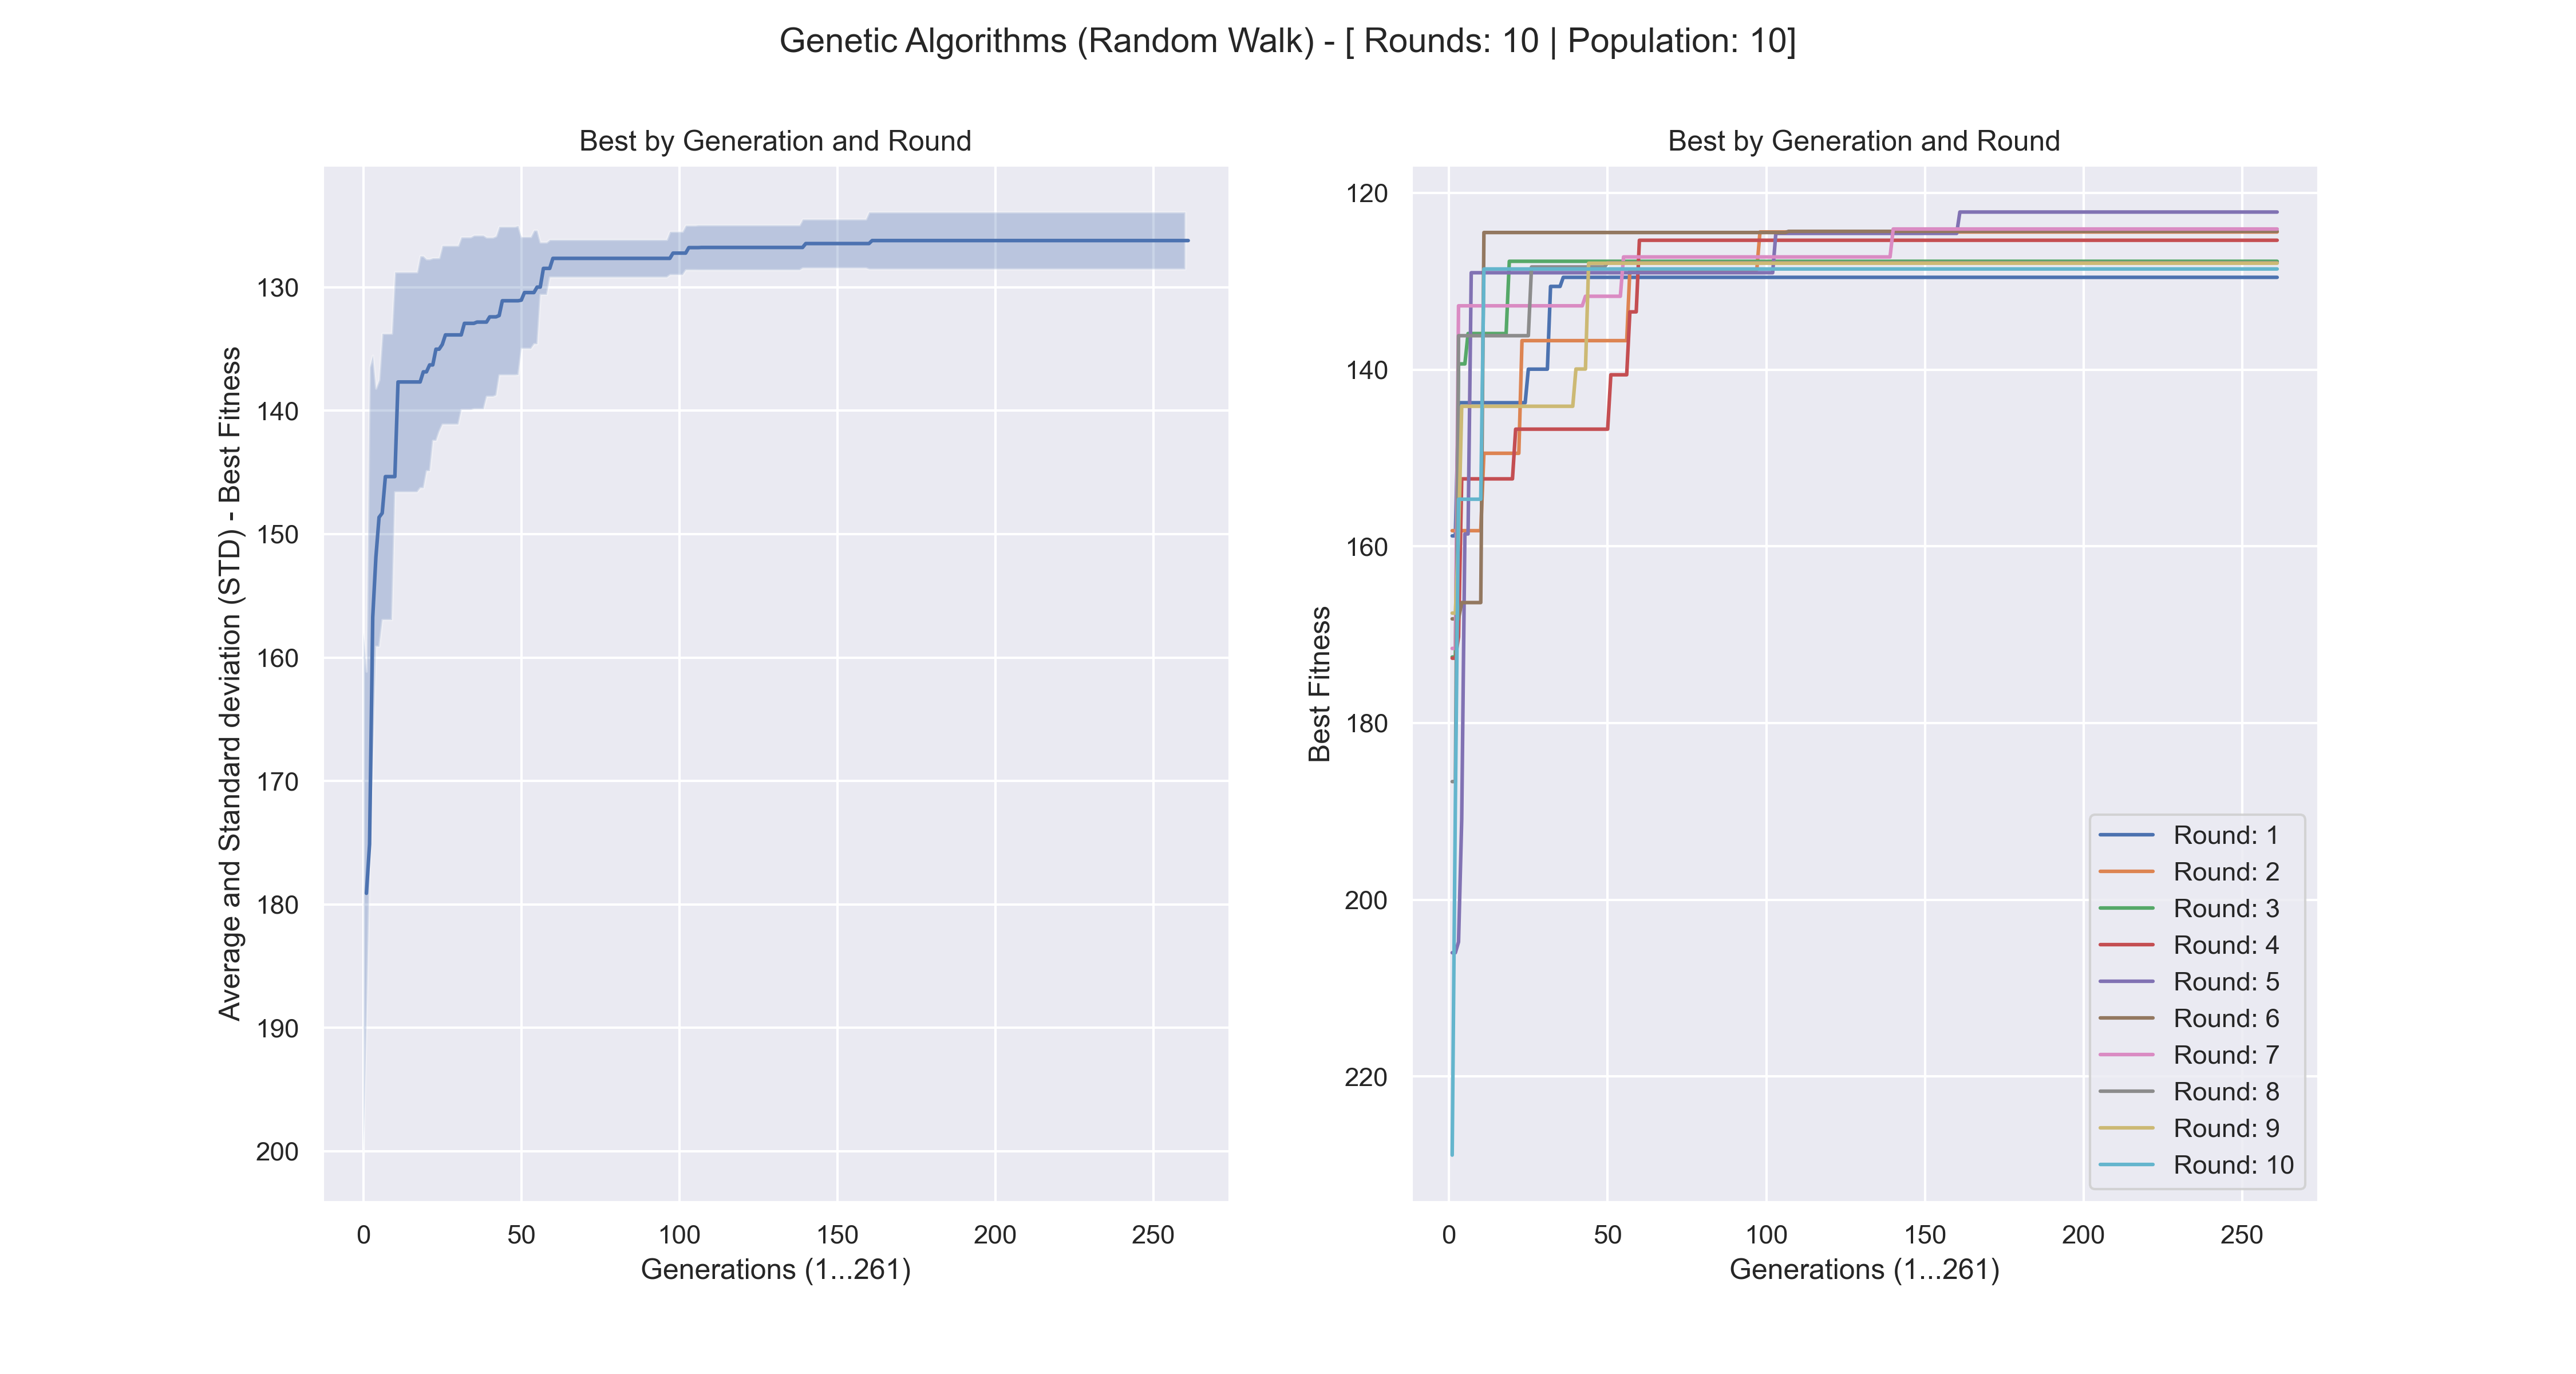 Genetic Algorithms (Random Walk) - [ Rounds: 10 | Population: 10]
Best by Generation and Round
Average and Standard deviation (STD) - Best Fitness
130
140
150
160
170
180
190
200
0 50 100 150 200 250
Generations (1...261)
Best by Generation and Round
Best Fitness
120
140
160
180
200
220
Round: 1
Round: 2
Round: 3
Round: 4
Round: 5
Round: 6
Round: 7
Round: 8
Round: 9
Round: 10
0 50 100 150 200 250
Generations (1...261)